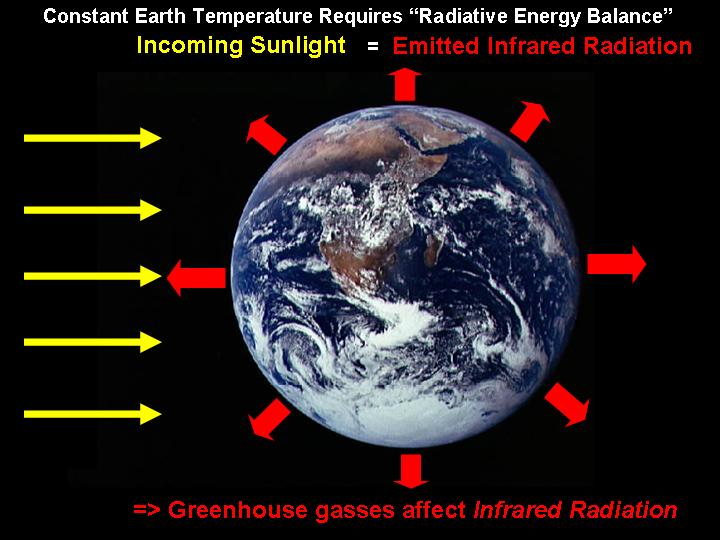 Constant Earth Temperature Requires “Radiative Energy Balance”
Incoming Sunlight = Emitted Infrared Radiation
=> Greenhouse gasses affect Infrared Radiation